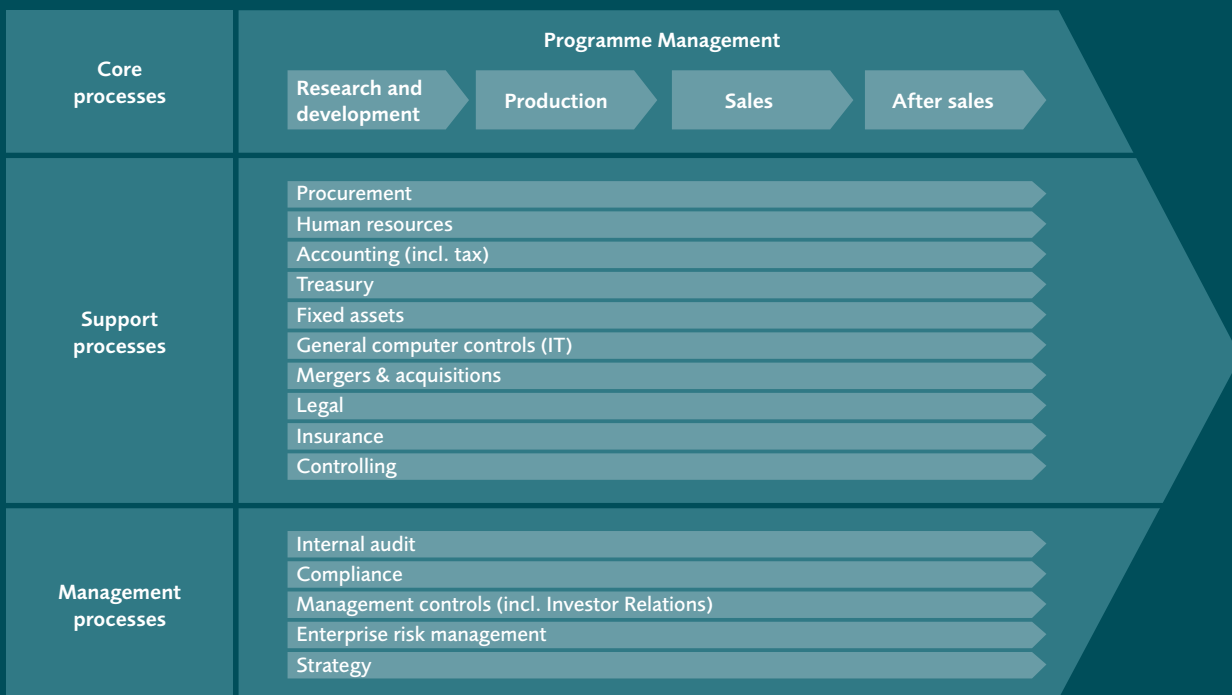 Core
processes
Programme Management
Research and
development
Production
Sales
After sales
Support
processes
Procurement
Human resources
Accounting (incl. tax)
Treasury
Fixed assets
General computer controls (IT)
Mergers & acquisitions
Legal
Insurance
Controlling
Management
processes
Internal audit
Compliance
Management controls (incl. Investor Relations)
Enterprise risk management
Strategy